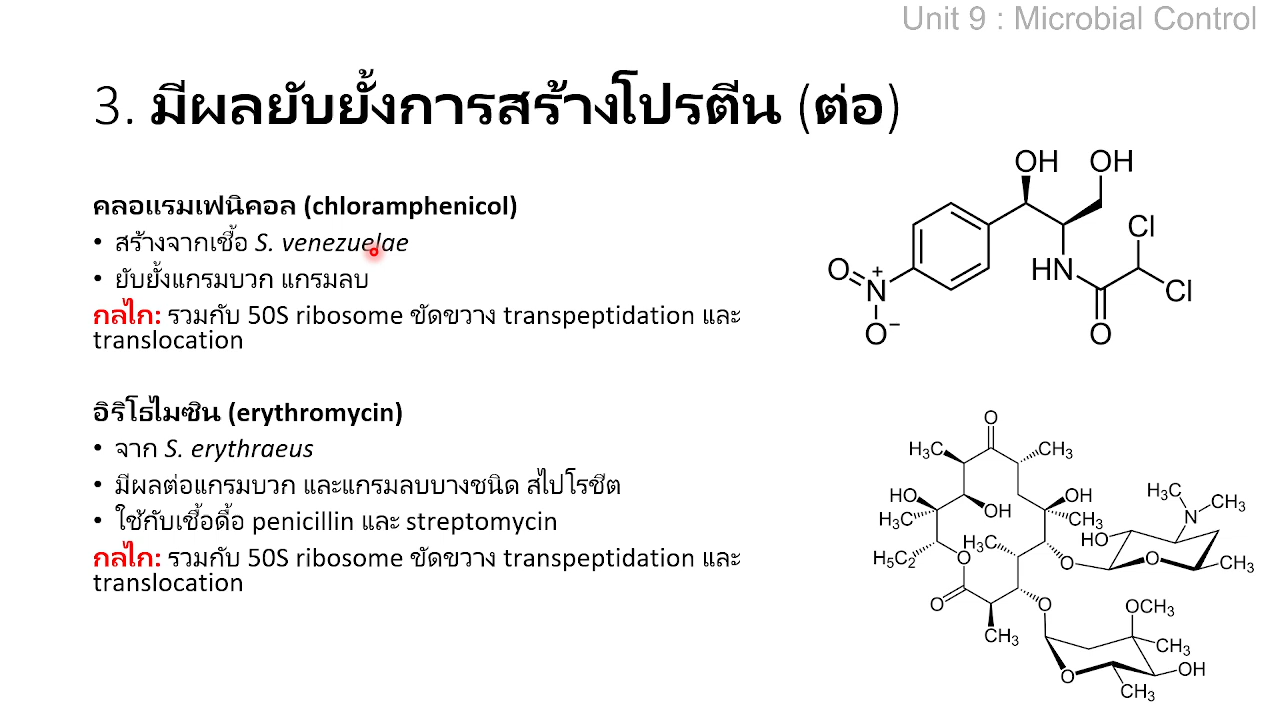 Unit 9 : Microbial Control
3. มีผลยับยั้งการสร้างโปรตีน (ต่อ)
คลอแรมเฟนิคอล (chloramphenicol)
• สร้างจากเชื้อ S. venezuelae
• ยับยั้งแกรมบวก แกรมลบ
กลไก: รวมกับ 50S ribosome ขัดขวาง transpeptidation และ
translocation
อิริโธไมซิน (erythromycin)
• จาก S. erythraeus
• มีผลต่อแกรมบวก และแกรมลบบางชนิด สไปโรชีต
• ใช้กับเชื้อดื้อ penicillin และ streptomycin
กลไก: รวมกับ 50S ribosome ขัดขวาง transpeptidation และ
translocation
OH OH
Cl
O N+ HN Cl
O−
O
O
H3C CH3
HO OH
H3C OH CH3
H3C
H5C2 O O
O O
CH3
H3C CH3
N
HO
O CH3
OCH3
CH3
OH
O
CH3